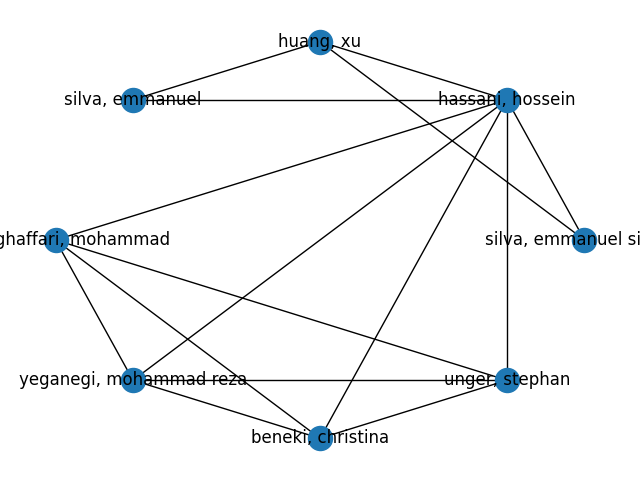 huang, xu
silva, emmanuel
hassani, hossein
ghaffari, mohammad
silva, emmanuel si
yeganegi, mohammad reza
unger, stephan
beneki, christina